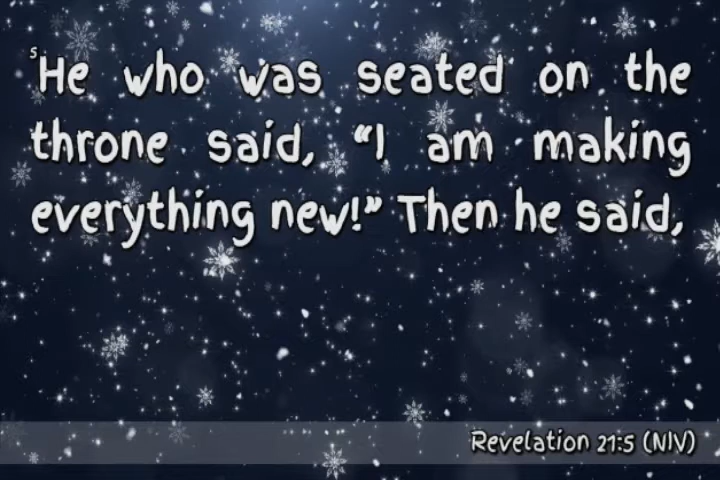 5He who was seated on the
throne said, “I am making
everything new!” Then he said,
Revelation 21:5 (NIV)